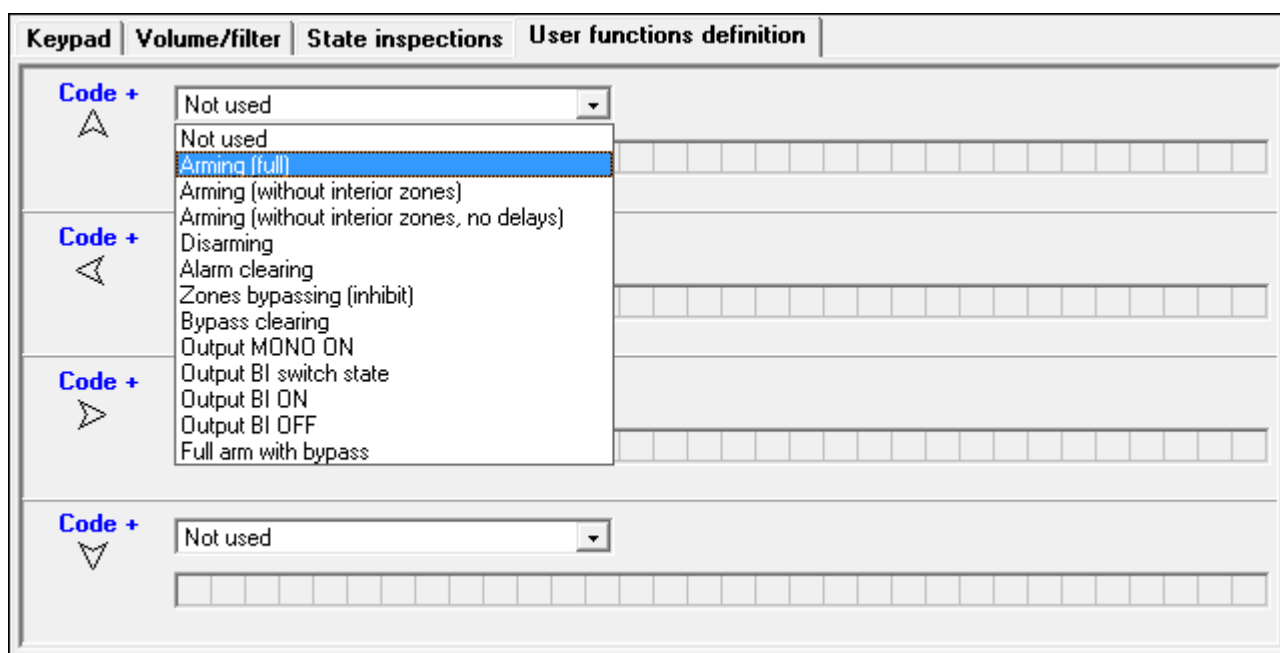 Keypad Volume/filter State inspections User functions definition
Code +
Not used
Not used
Arming (full)
Arming (without interior zones)
Arming (without interior zones, no delays)
Code +
Disarming
Alarm clearing
Zones bypassing (inhibit)
Bypass clearing
Output MONO ON
Output BI switch state
Code +
Output BI ON
Output BI OFF
Full arm with bypass
Code +
Not used